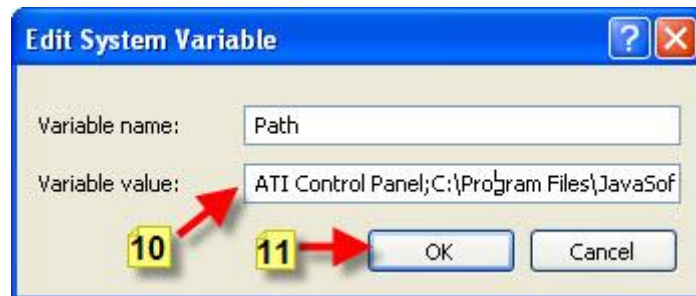 Edit System Variable
Variable name: Path
Variable value: ATI Control Panel;C:\Program Files\JavaSof
10 11 OK Cancel